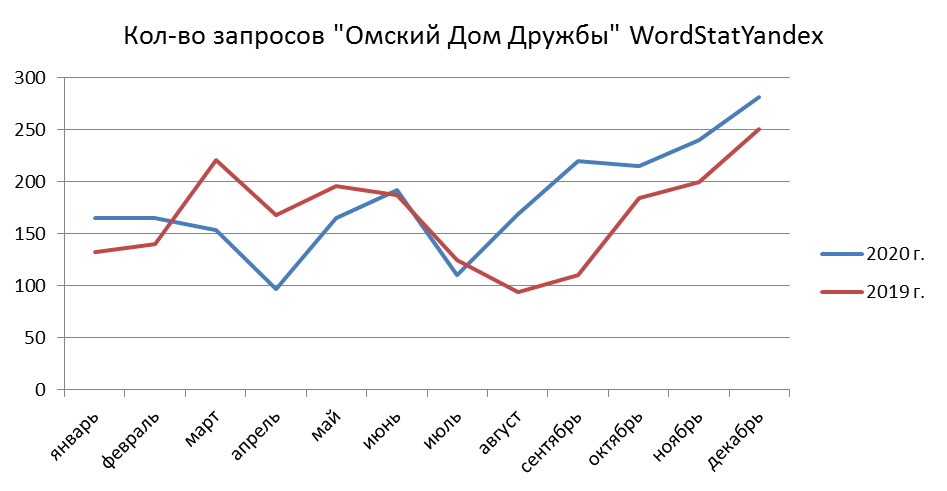 Кол-во запросов "Омский Дом Дружбы" WordStatYandex
300
250
200
150
100
50
0
январь
февраль
март
апрель
май
июнь
июль
август
сентябрь
октябрь
ноябрь
декабрь
2020 г.
2019 г.